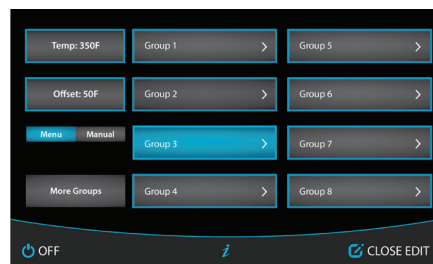 Temp: 350F
Group 1
Group 5
Offset: 50F
Group 2
Group 6
Menu Manual
Group 3
Group 7
More Groups
Group 4
Group 8
OFF
i
CLOSE EDIT